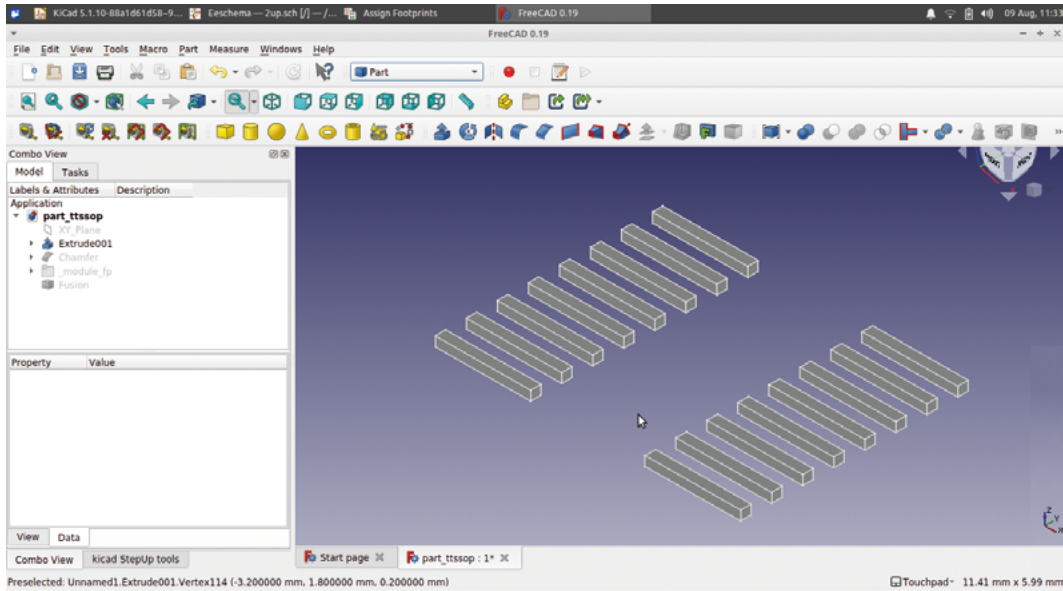 KiCad 5.1.10-88a1d61d58~9... Eeschema — 2up.sch [/] — /... Assign Footprints FreeCAD 0.19 09 Aug, 11:33
FreeCAD 0.19
File Edit View Tools Macro Part Measure Windows Help
Part
Combo View
Model Tasks
Labels & Attributes Description
Application
part_ttssop
XY_Plane
Extrude001
Chamfer
_module_fp
Fusion
Property Value
View Data
Combo View kicad StepUp tools
Start page part_ttssop : 1*
Z
Y
X
Preselected: Unnamed1.Extrude001.Vertex114 (-3.200000 mm, 1.800000 mm, 0.200000 mm)
Touchpad 11.41 mm x 5.99 mm